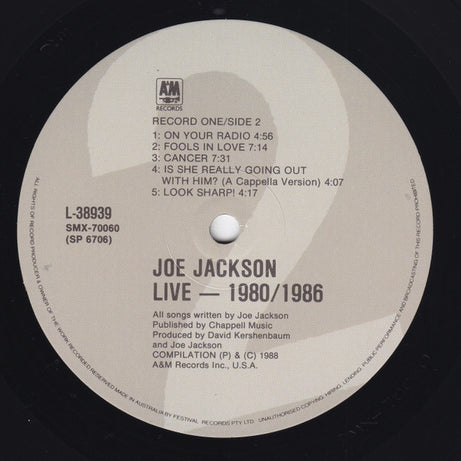 A&M
RECORDS
RECORD ONE/SIDE 2
1: ON YOUR RADIO 4:56
2: FOOLS IN LOVE 7:14
3: CANCER 7:31
4: IS SHE REALLY GOING OUT
WITH HIM? (A Cappella Version) 4:07
5: LOOK SHARP! 4:17
L-38939
SMX-70060
(SP 6706)
JOE JACKSON
LIVE — 1980/1986
All songs written by Joe Jackson
Published by Chappell Music
Produced by David Kershenbaum
and Joe Jackson
COMPILATION (P) & (C) 1988
A&M Records Inc., U.S.A.
ALL RIGHTS OF RECORD PRODUCER & OWNER OF THE WORK RECORDED RESERVED MADE IN AUSTRALIA BY FESTIVAL RECORDS PTY LTD. UNAUTHORISED COPYING, HIRING, LENDING, PUBLIC PERFORMANCE AND BROADCASTING OF THIS RECORD PROHIBITED
2